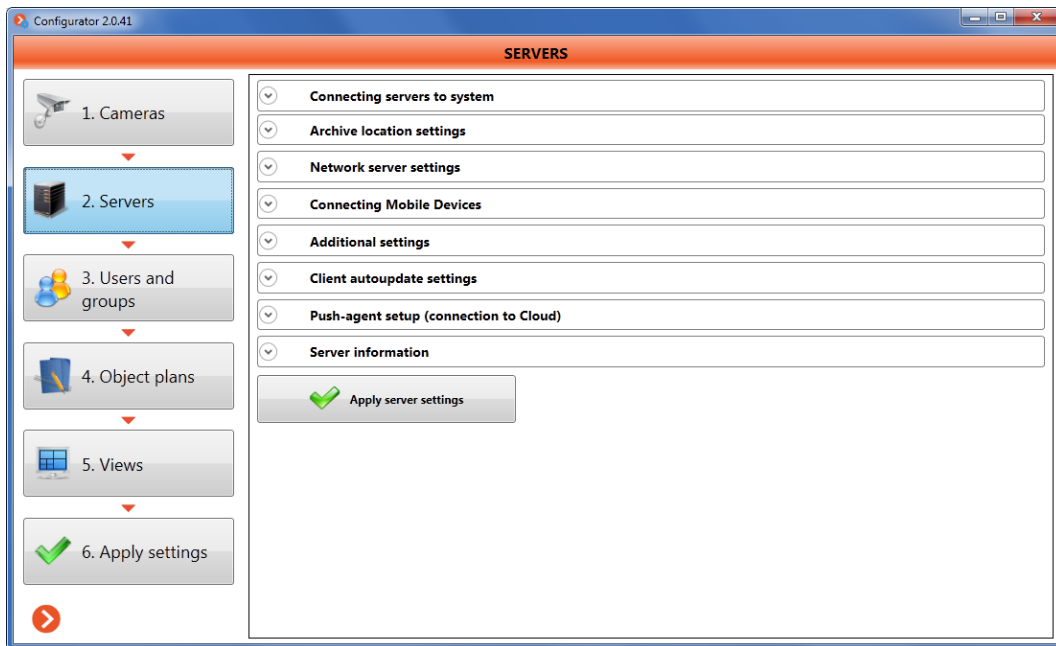 Configurator 2.0.41
SERVERS
1. Cameras
2. Servers
3. Users and
groups
4. Object plans
5. Views
6. Apply settings
Connecting servers to system
Archive location settings
Network server settings
Connecting Mobile Devices
Additional settings
Client autoupdate settings
Push-agent setup (connection to Cloud)
Server information
Apply server settings